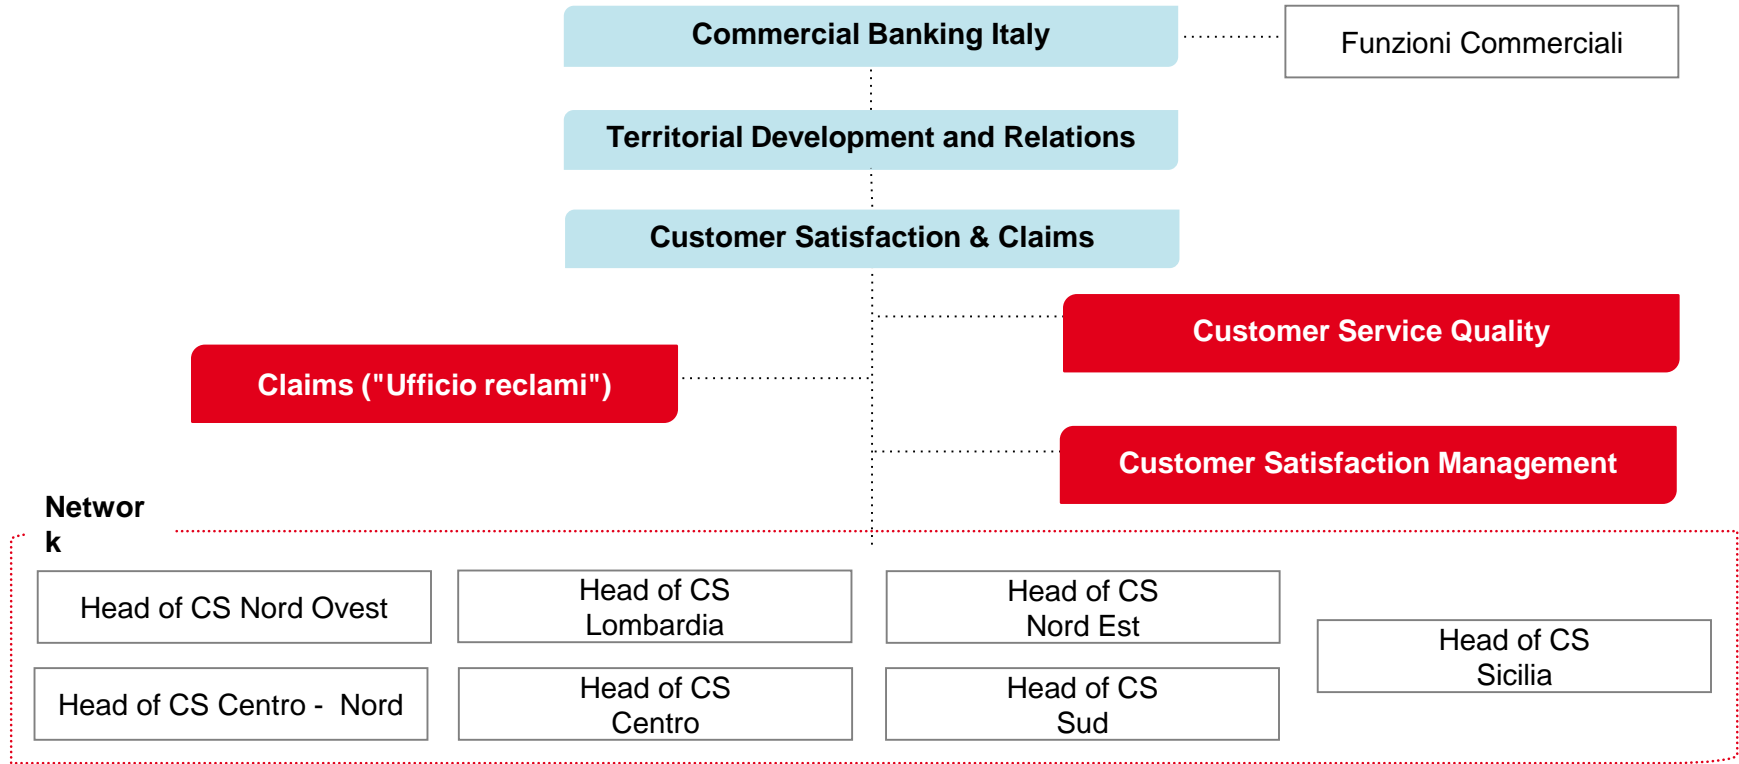 Commercial Banking Italy
Funzioni Commerciali
Territorial Development and Relations
Customer Satisfaction & Claims
Customer Service Quality
Claims ("Ufficio reclami")
Customer Satisfaction Management
Networ
k
Head of CS Nord Ovest
Head of CS
Lombardia
Head of CS
Nord Est
Head of CS
Sicilia
Head of CS Centro -  Nord
Head of CS
Centro
Head of CS
Sud